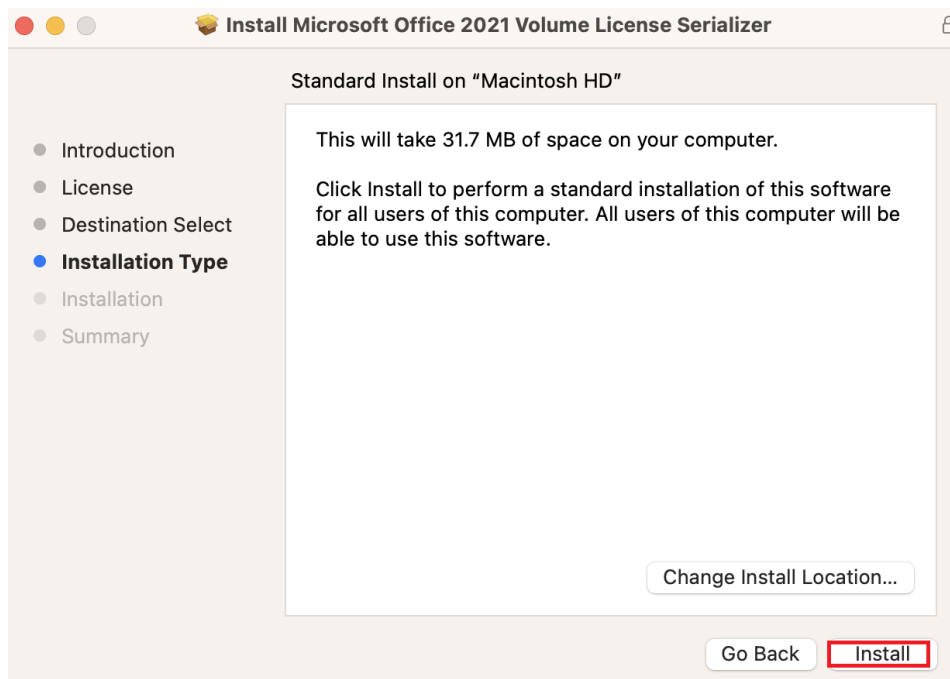 Install Microsoft Office 2021 Volume License Serializer
Standard Install on “Macintosh HD”
Introduction
License
Destination Select
Installation Type
Installation
Summary
This will take 31.7 MB of space on your computer.
Click Install to perform a standard installation of this software
for all users of this computer. All users of this computer will be
able to use this software.
Change Install Location...
Go Back
Install